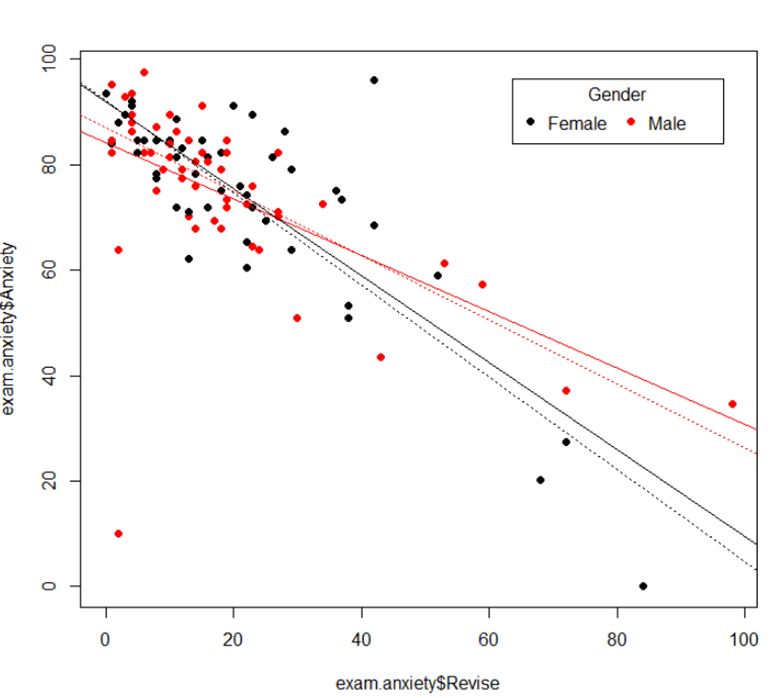 Gender
Female Male
100
80
60
40
20
0
exam.anxiety$Anxiety
0 20 40 60 80 100
exam.anxiety$Revise